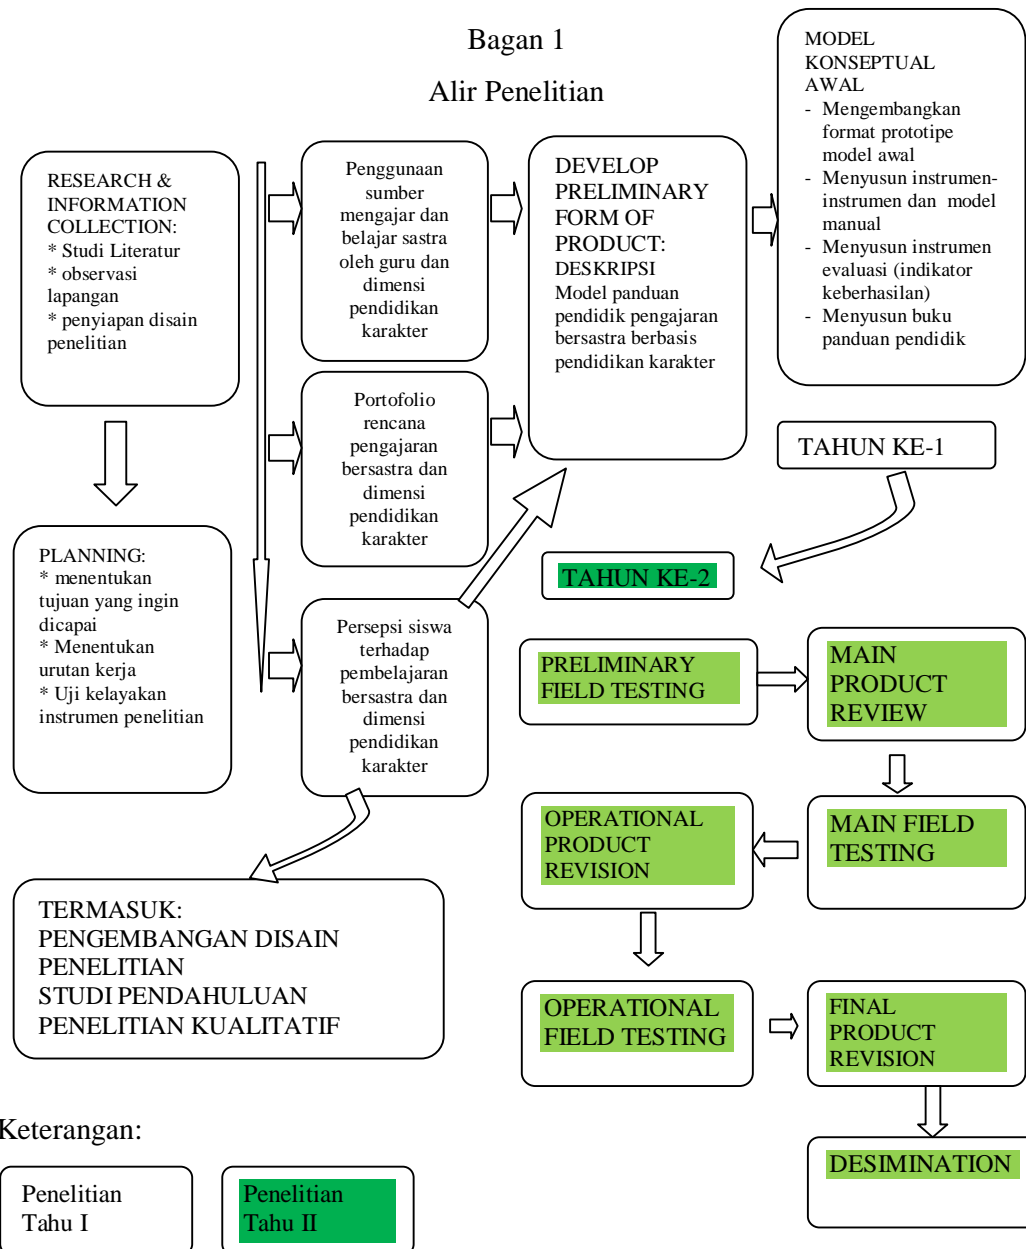 Bagan 1
Alir Penelitian
RESEARCH &
INFORMATION
COLLECTION:
* Studi Literatur
* observasi
lapangan
* penyiapan disain
penelitian
PLANNING:
* menentukan
tujuan yang ingin
dicapai
* Menentukan
urutan kerja
* Uji kelayakan
instrumen penelitian
Penggunaan
sumber
mengajar dan
belajar sastra
oleh guru dan
dimensi
pendidikan
karakter
Portofolio
rencana
pengajaran
bersastra dan
dimensi
pendidikan
karakter
Persepsi siswa
terhadap
pembelajaran
bersastra dan
dimensi
pendidikan
karakter
TERMASUK:
PENGEMBANGAN DISAIN
PENELITIAN
STUDI PENDAHULUAN
PENELITIAN KUALITATIF
DEVELOP
PRELIMINARY
FORM OF
PRODUCT:
DESKRIPSI
Model panduan
pendidik pengajaran
bersastra berbasis
pendidikan karakter
MODEL
KONSEPTUAL
AWAL
- Mengembangkan
format prototipe
model awal
- Menyusun instrumen-
instrumen dan model
manual
- Menyusun instrumen
evaluasi (indikator
keberhasilan)
- Menyusun buku
panduan pendidik
TAHUN KE-1
TAHUN KE-2
PRELIMINARY
FIELD TESTING
MAIN
PRODUCT
REVIEW
MAIN FIELD
TESTING
OPERATIONAL
PRODUCT
REVISION
OPERATIONAL
FIELD TESTING
FINAL
PRODUCT
REVISION
DESIMINATION
Keterangan:
Penelitian
Tahu I
Penelitian
Tahu II